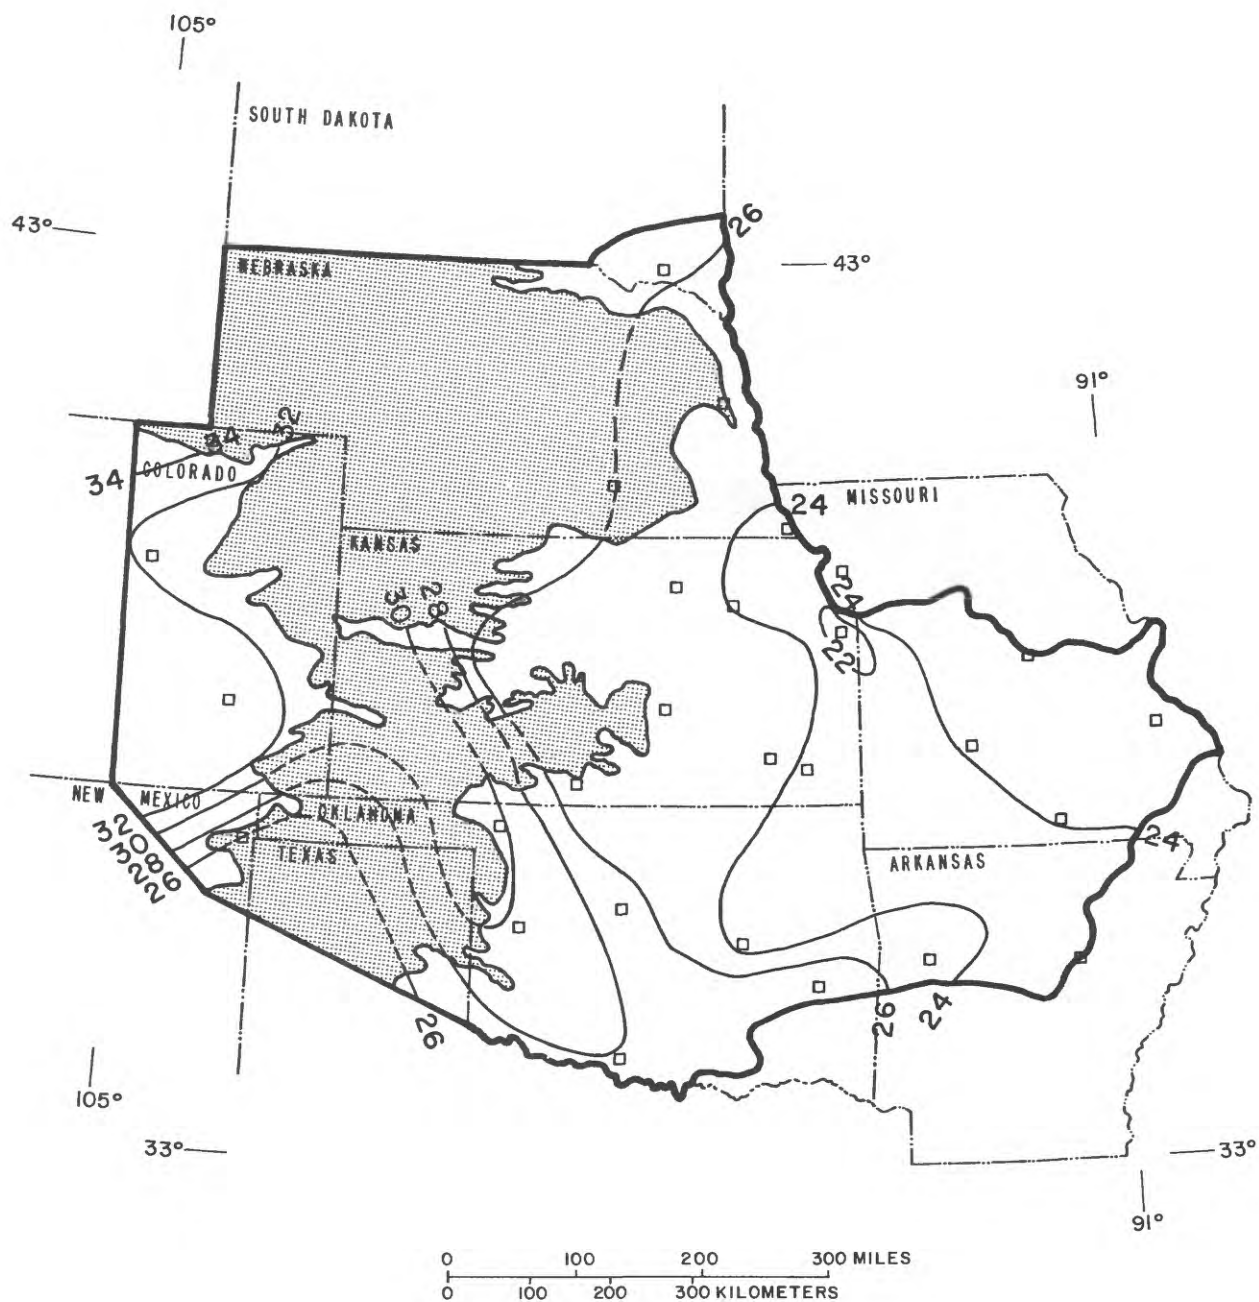 105°
SOUTH DAKOTA
43°
26
NEBRASKA
43°
91°
34
32
34
COLORADO
24
MISSOURI
KANSAS
30
28
24
22
NEW MEXICO
OKLAHOMA
TEXAS
32
30
28
26
24
ARKANSAS
26
26
24
105°
33°
33°
91°
0 100 200 300 MILES
0 100 200 300 KILOMETERS